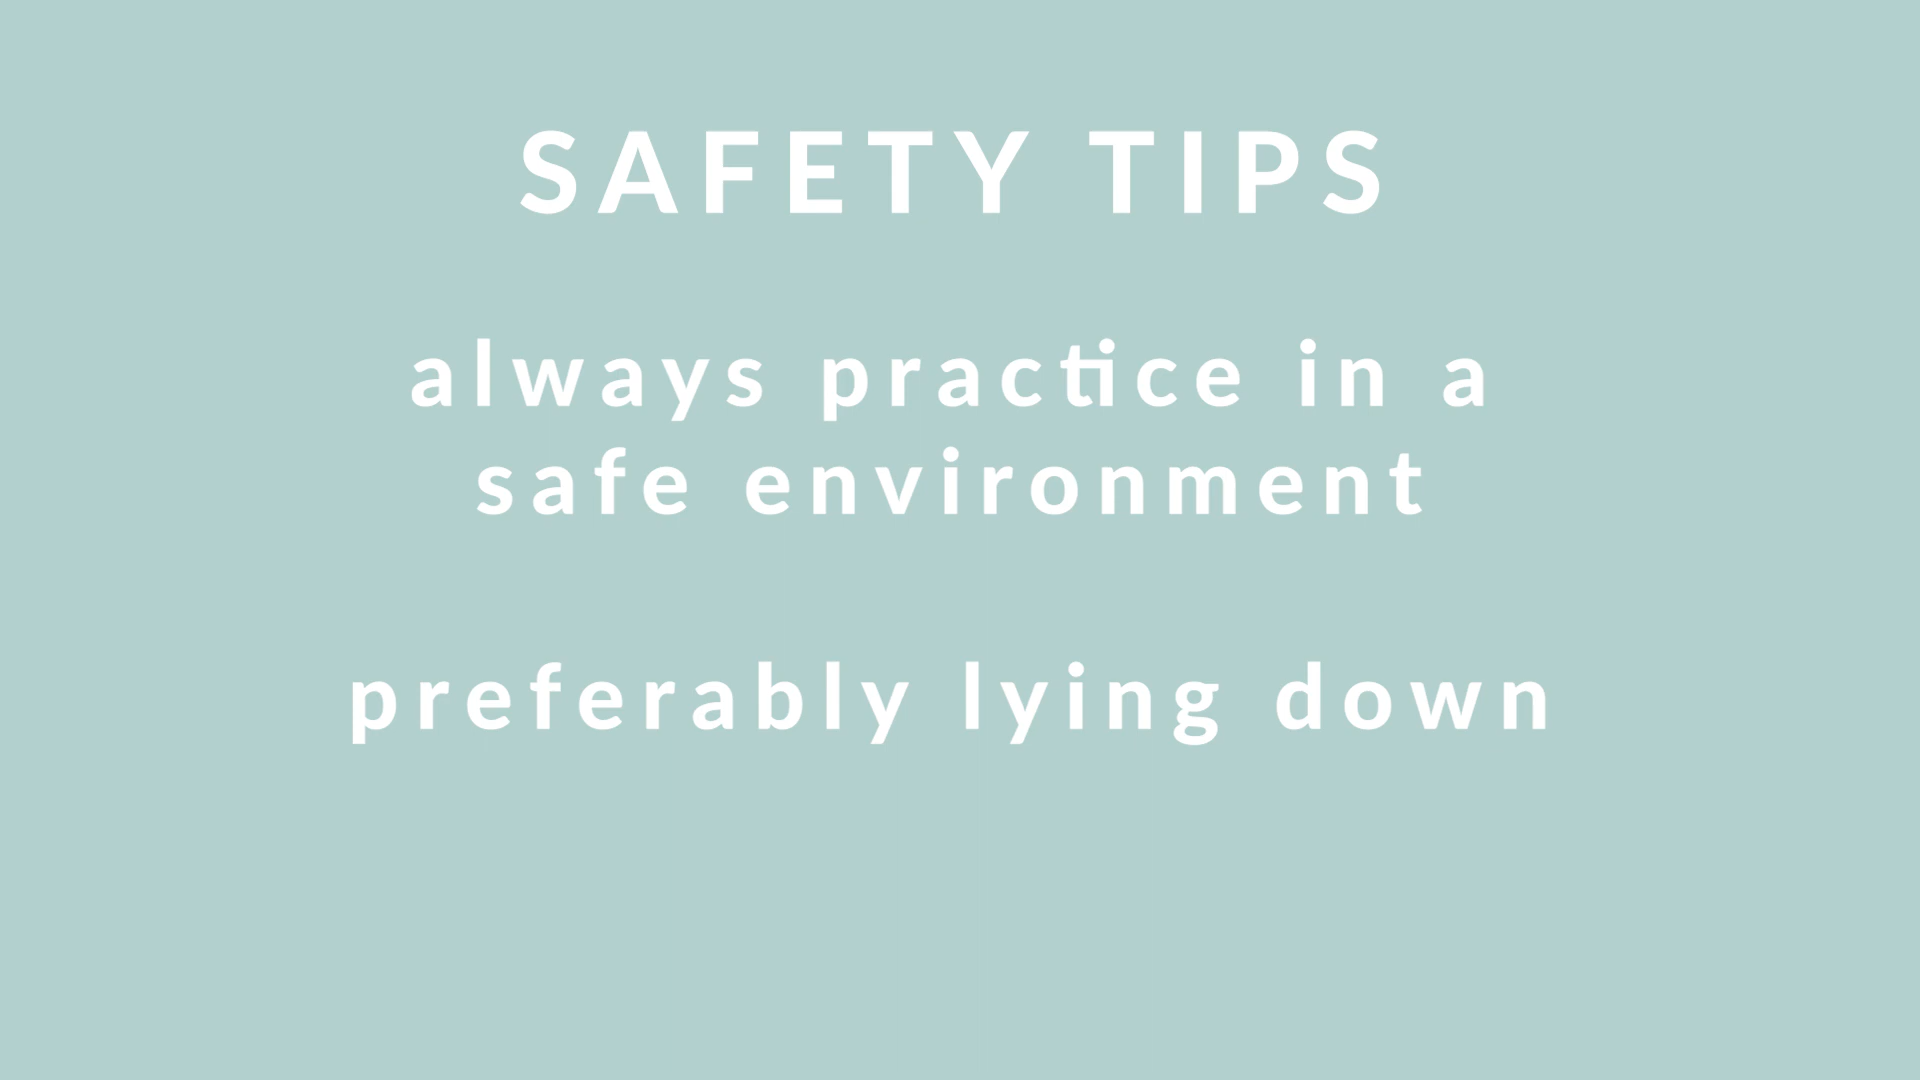 SAFETY TIPS
always practice in a
safe environment
preferably lying down